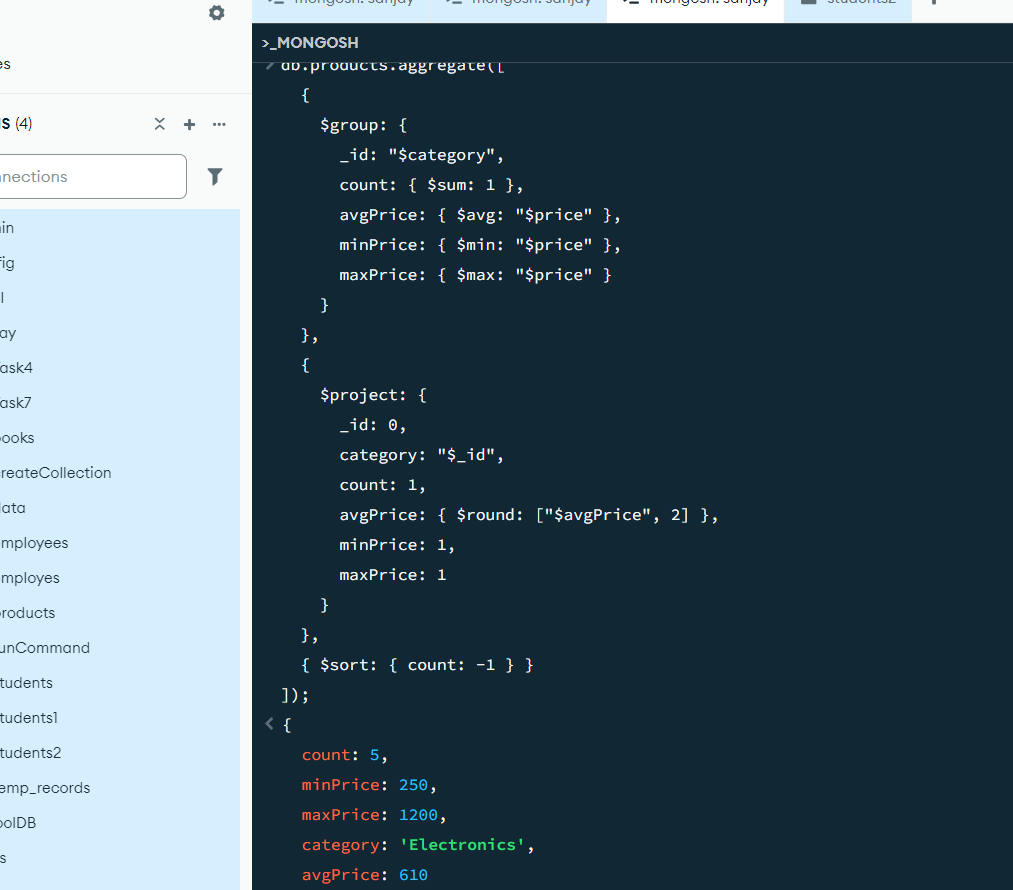 mongosh: sanjay
mongosh: sanjay
mongosh: sanjay
students2
es
S (4)
nnections
in
fig
l
ay
ask4
ask7
ooks
reateCollection
ata
mployees
mployes
roducts
unCommand
tudents
tudents1
tudents2
emp_records
oolDB
s
>_MONGOSH
db.products.aggregate([
{
$group: {
_id: "$category",
count: { $sum: 1 },
avgPrice: { $avg: "$price" },
minPrice: { $min: "$price" },
maxPrice: { $max: "$price" }
}
},
{
$project: {
_id: 0,
category: "$_id",
count: 1,
avgPrice: { $round: ["$avgPrice", 2] },
minPrice: 1,
maxPrice: 1
}
},
{ $sort: { count: -1 } }
]);
{
count: 5,
minPrice: 250,
maxPrice: 1200,
category: 'Electronics',
avgPrice: 610